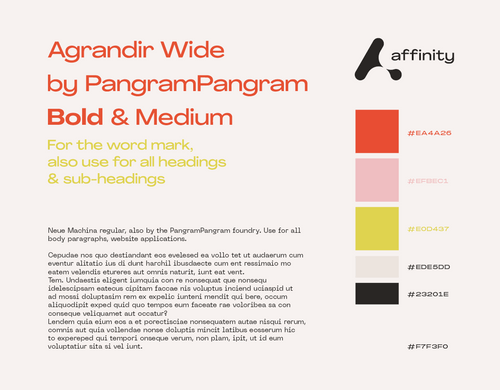 Agrandir Wide
by PangramPangram
Bold & Medium
For the word mark,
also use for all headings
& sub-headings
Neue Machina regular, also by the PangramPangram foundry. Use for all
body paragraphs, website applications.
Cepudae nos quo destiandant eos evelesed ea vollo tet ut audaerum cum
eventur alitatio ius di dunt harchil ibusdaecte cum ent ressimaio mo
eatem velendis etureres aut omnis naturit, iunt eat vent.
Tem. Undaestis eligent iumquia con re nonsequat que nonsequ
idelescipsam eatecus cipitam faccae nis voluptus inciend uciaspid ut
ad mossi doluptasim rem ex expelic iunteni mendit qui bere, occum
aliquodipit exped quid quo tempos eum faceate rae voloribea sa con
conseque veliquamet aut occatur?
Lendem quia eium eos a et porectisciae nonsequatem autae nisqui rerum,
comnis aut quia vollendae nonse doluptis mincit latibus eosserum hic
to expereped qui tempori onseque verum, non plam, ipit, ut id eum
voluptatiur sita si vel iunt.
affinity
#EA4A26
#EDE5DD
#23201E
#F7F3F0